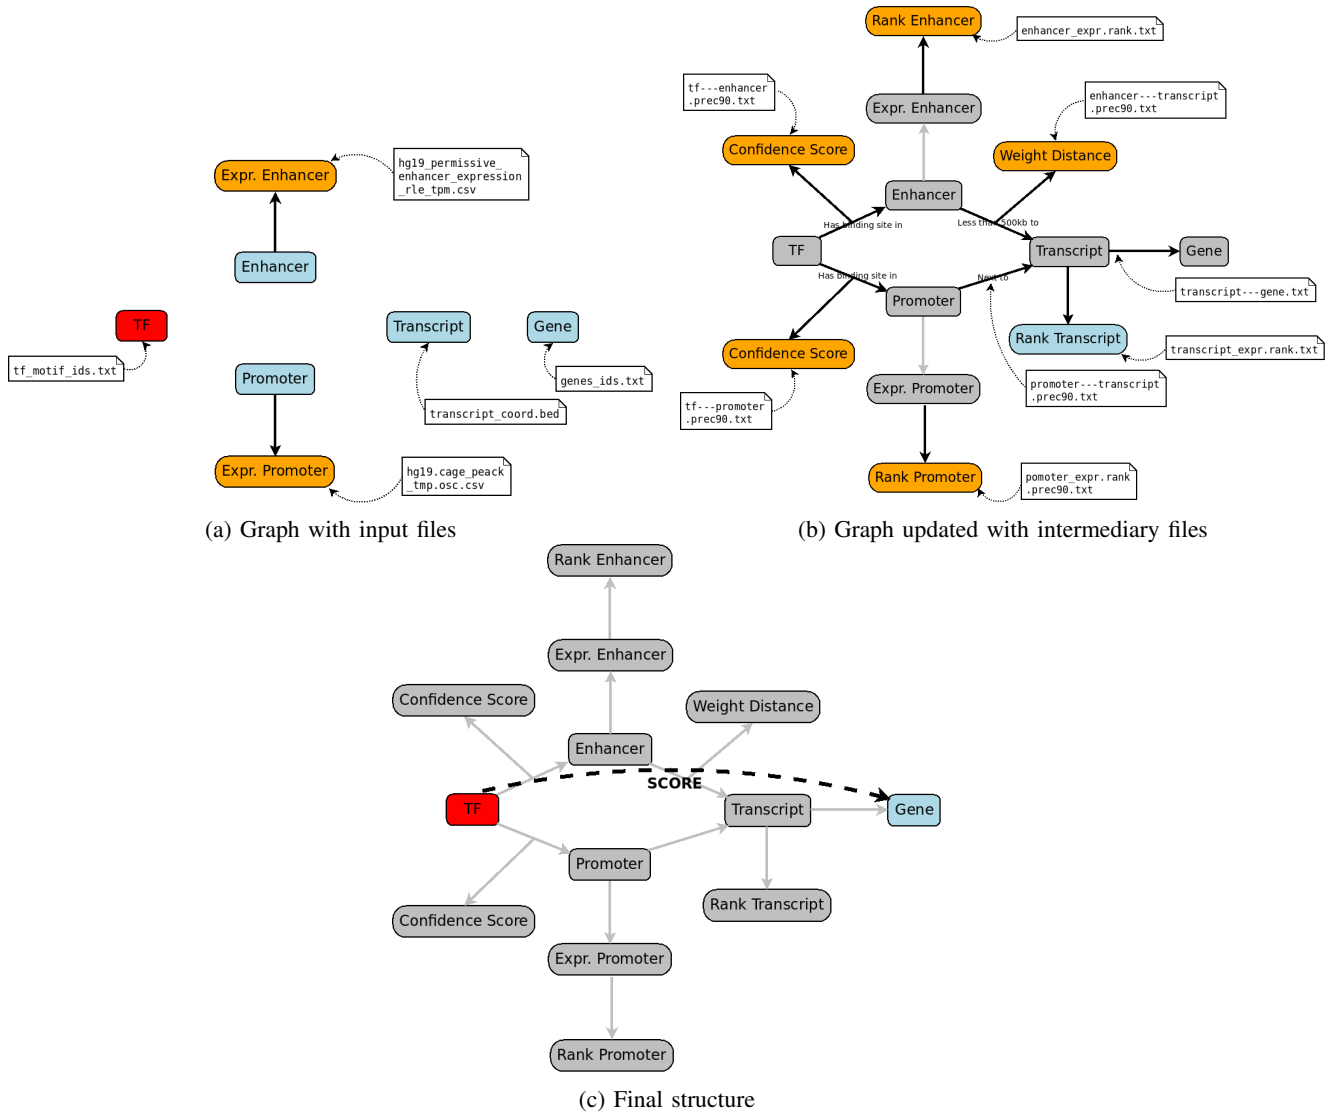 hg19_permissive_
enhancer_expression
_rle_tpm.csv
Expr. Enhancer
Enhancer
TF
Transcript
Gene
tf_motif_ids.txt
Promoter
genes_ids.txt
transcript_coord.bed
Expr. Promoter
hg19.cage_peack
_tmp.osc.csv
(a) Graph with input files
Rank Enhancer
enhancer_expr.rank.txt
tf---enhancer
.prec90.txt
Expr. Enhancer
enhancer---transcript
.prec90.txt
Confidence Score
Weight Distance
Enhancer
Has binding site in
Less than 500kb to
TF
Transcript
Gene
Has binding site in
Next to
Promoter
transcript---gene.txt
Rank Transcript
transcript_expr.rank.txt
Confidence Score
Expr. Promoter
promoter---transcript
.prec90.txt
tf---promoter
.prec90.txt
Rank Promoter
pomoter_expr.rank
.prec90.txt
(b) Graph updated with intermediary files
Rank Enhancer
Expr. Enhancer
Confidence Score
Weight Distance
Enhancer
SCORE
TF
Transcript
Gene
Promoter
Rank Transcript
Confidence Score
Expr. Promoter
Rank Promoter
(c) Final structure